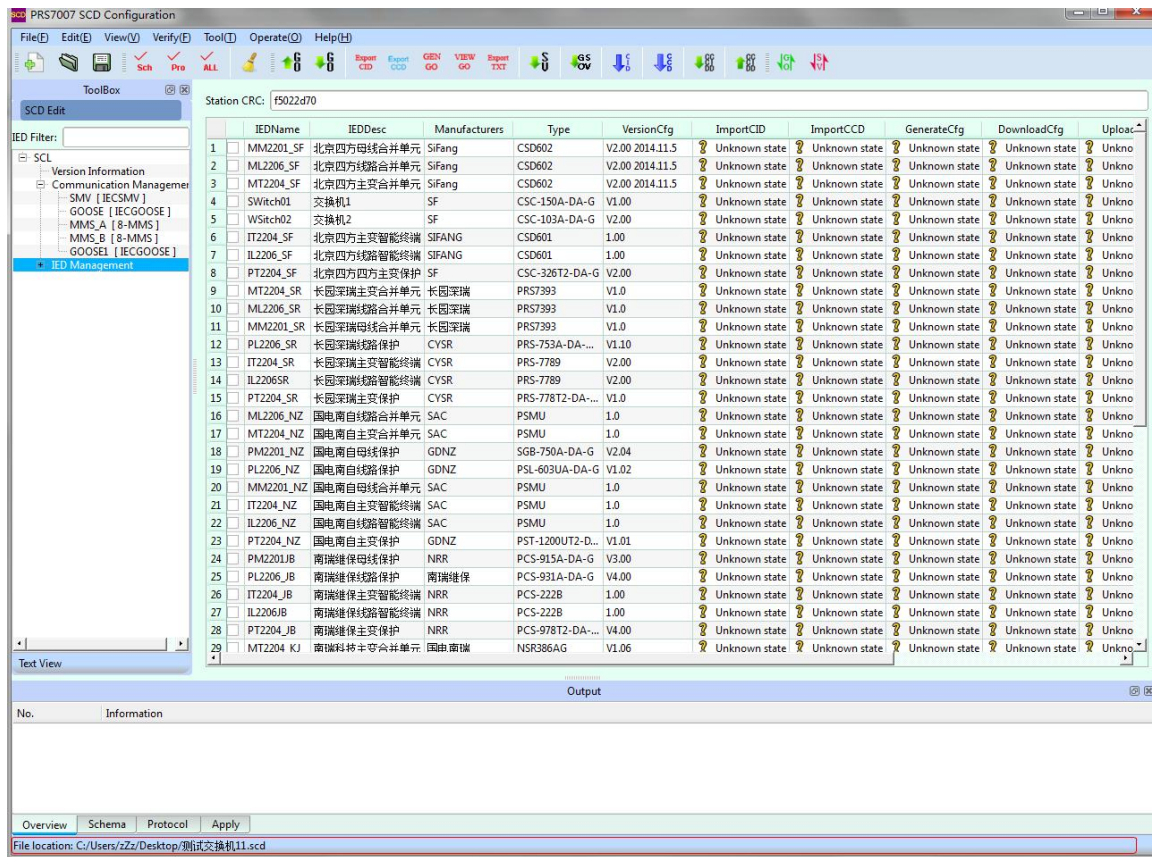 PRS7007 SCD Configuration
File(F) Edit(E) View(V) Verify(F) Tool(T) Operate(O) Help(H)
Sch Pro ALL Export CID Export CCD GEN GO VIEW GO Export TXT
ToolBox
SCD Edit
Station CRC: f5022d70
IED Filter:
SCL
Version Information
Communication Managemer
SMV [ IECSMV ]
GOOSE [ IECGOOSE ]
MMS_A [ 8-MMS ]
MMS_B [ 8-MMS ]
GOOSE1 [ IECGOOSE ]
IED Management
IEDName IEDDesc Manufacturers Type VersionCfg ImportCID ImportCCD GenerateCfg DownloadCfg Uploac
1 MM2201_SF 北京四方母线合并单元 SiFang CSD602 V2.00 2014.11.5 Unknown state Unknown state Unknown state Unknown state Unkno
2 ML2206_SF 北京四方线路合并单元 SiFang CSD602 V2.00 2014.11.5 Unknown state Unknown state Unknown state Unknown state Unkno
3 MT2204_SF 北京四方主变合并单元 SiFang CSD602 V2.00 2014.11.5 Unknown state Unknown state Unknown state Unknown state Unkno
4 SWitch01 交换机1 SF CSC-150A-DA-G V1.00 Unknown state Unknown state Unknown state Unknown state Unkno
5 WSitch02 交换机2 SF CSC-103A-DA-G V2.00 Unknown state Unknown state Unknown state Unknown state Unkno
6 IT2204_SF 北京四方主变智能终端 SIFANG CSD601 1.00 Unknown state Unknown state Unknown state Unknown state Unkno
7 IL2206_SF 北京四方线路智能终端 SIFANG CSD601 1.00 Unknown state Unknown state Unknown state Unknown state Unkno
8 PT2204_SF 北京四方四方主变保护 SF CSC-326T2-DA-G V2.00 Unknown state Unknown state Unknown state Unknown state Unkno
9 MT2204_SR 长园深瑞主变合并单元 长园深瑞 PRS7393 V1.0 Unknown state Unknown state Unknown state Unknown state Unkno
10 ML2206_SR 长园深瑞线路合并单元 长园深瑞 PRS7393 V1.0 Unknown state Unknown state Unknown state Unknown state Unkno
11 MM2201_SR 长园深瑞母线合并单元 长园深瑞 PRS7393 V1.0 Unknown state Unknown state Unknown state Unknown state Unkno
12 PL2206_SR 长园深瑞线路保护 CYSR PRS-753A-DA-... V1.10 Unknown state Unknown state Unknown state Unknown state Unkno
13 IT2204_SR 长园深瑞主变智能终端 CYSR PRS-7789 V2.00 Unknown state Unknown state Unknown state Unknown state Unkno
14 IL2206SR 长园深瑞线路智能终端 CYSR PRS-7789 V2.00 Unknown state Unknown state Unknown state Unknown state Unkno
15 PT2204_SR 长园深瑞主变保护 CYSR PRS-778T2-DA-... V1.0 Unknown state Unknown state Unknown state Unknown state Unkno
16 ML2206_NZ 国电南自线路合并单元 SAC PSMU 1.0 Unknown state Unknown state Unknown state Unknown state Unkno
17 MT2204_NZ 国电南自主变合并单元 SAC PSMU 1.0 Unknown state Unknown state Unknown state Unknown state Unkno
18 PM2201_NZ 国电南自母线保护 GDNZ SGB-750A-DA-G V2.04 Unknown state Unknown state Unknown state Unknown state Unkno
19 PL2206_NZ 国电南自线路保护 GDNZ PSL-603UA-DA-G V1.02 Unknown state Unknown state Unknown state Unknown state Unkno
20 MM2201_NZ 国电南自母线合并单元 SAC PSMU 1.0 Unknown state Unknown state Unknown state Unknown state Unkno
21 IT2204_NZ 国电南自主变智能终端 SAC PSMU 1.0 Unknown state Unknown state Unknown state Unknown state Unkno
22 IL2206_NZ 国电南自线路智能终端 SAC PSMU 1.0 Unknown state Unknown state Unknown state Unknown state Unkno
23 PT2204_NZ 国电南自主变保护 GDNZ PST-1200UT2-D... V1.01 Unknown state Unknown state Unknown state Unknown state Unkno
24 PM2201JB 南瑞继保母线保护 NRR PCS-915A-DA-G V3.00 Unknown state Unknown state Unknown state Unknown state Unkno
25 PL2206_JB 南瑞继保线路保护 南瑞继保 PCS-931A-DA-G V4.00 Unknown state Unknown state Unknown state Unknown state Unkno
26 IT2204_JB 南瑞继保主变智能终端 NRR PCS-222B 1.00 Unknown state Unknown state Unknown state Unknown state Unkno
27 IL2206JB 南瑞继保线路智能终端 NRR PCS-222B 1.00 Unknown state Unknown state Unknown state Unknown state Unkno
28 PT2204_JB 南瑞继保主变保护 NRR PCS-978T2-DA-... V4.00 Unknown state Unknown state Unknown state Unknown state Unkno
29 MT2204_KJ 南瑞科技主变合并单元 国电南瑞 NSR386AG V1.06 Unknown state Unknown state Unknown state Unknown state Unkno
Text View
Output
No. Information
Overview Schema Protocol Apply
File location: C:/Users/zZz/Desktop/测试交换机11.scd